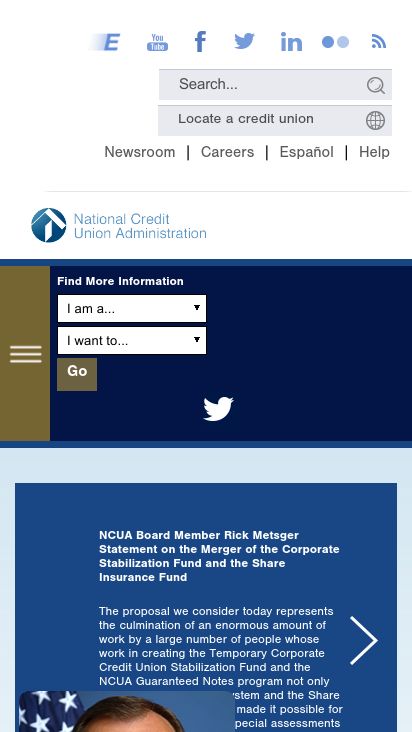 E
You
Tube
f
in
Search...
Locate a credit union
Newsroom | Careers | Español | Help
National Credit
Union Administration
Find More Information
I am a...
I want to...
Go
NCUA Board Member Rick Metsger
Statement on the Merger of the Corporate
Stabilization Fund and the Share
Insurance Fund
The proposal we consider today represents
the culmination of an enormous amount of
work by a large number of people whose
work in creating the Temporary Corporate
Credit Union Stabilization Fund and the
NCUA Guaranteed Notes program not only
ystem and the Share
made it possible for
pecial assessments